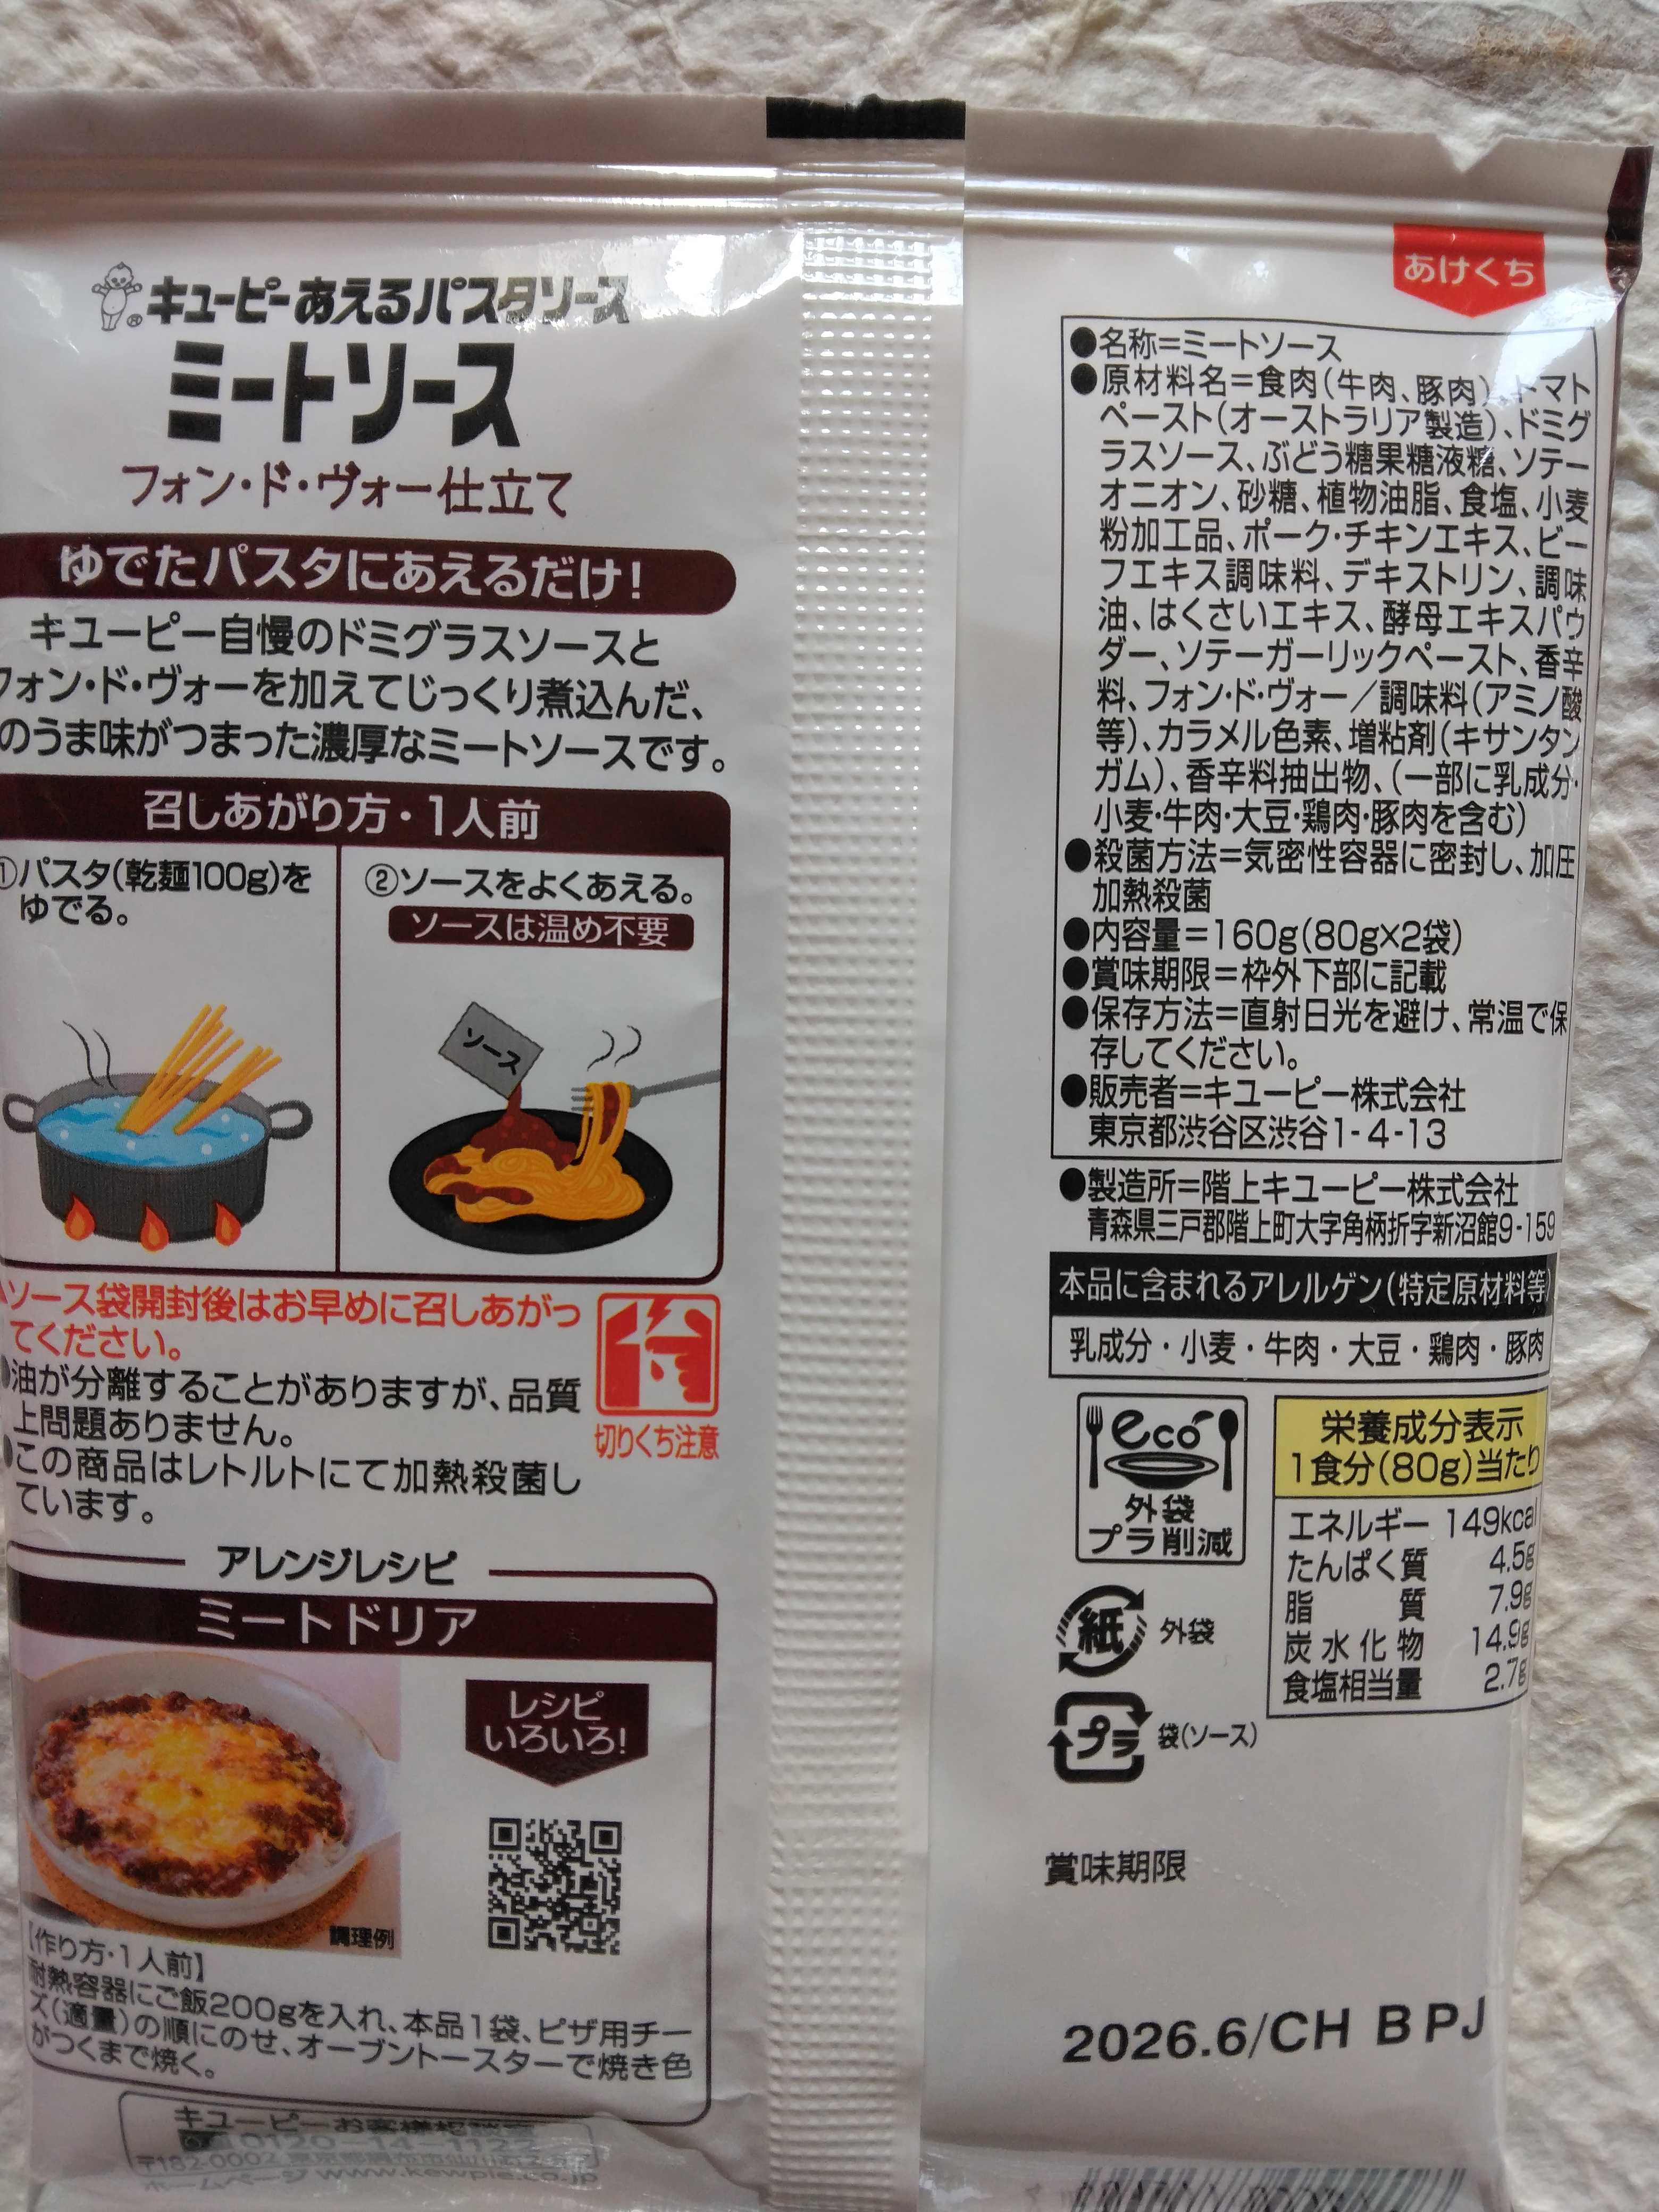 キユーピー あえるパスタソース
ミートソース
フォン・ド・ヴォー仕立て
ゆでたパスタにあえるだけ！
キユーピー自慢のドミグラスソースと
フォン・ド・ヴォーを加えてじっくり煮込んだ、
のうま味がつまった濃厚なミートソースです。
召しあがり方・1人前
①パスタ(乾麺100g)を
ゆでる。
②ソースをよくあえる。
ソースは温め不要
ソース
ソース袋開封後はお早めに召しあがっ
てください。
●油が分離することがありますが、品質
上問題ありません。
●この商品はレトルトにて加熱殺菌し
ています。
切りくち注意
アレンジレシピ
ミートドリア
レシピ
いろいろ！
調理例
【作り方・1人前】
耐熱容器にご飯200gを入れ、本品1袋、ピザ用チー
ズ(適量)の順にのせ、オーブントースターで焼き色
がつくまで焼く。
キユーピーお客様相談室
0120-14-1122
〒182-0002
ホームページ www.kewpie.co.jp
あけくち
●名称＝ミートソース
●原材料名＝食肉(牛肉、豚肉)、トマト
ペースト(オーストラリア製造)、ドミグ
ラスソース、ぶどう糖果糖液糖、ソテー
オニオン、砂糖、植物油脂、食塩、小麦
粉加工品、ポーク・チキンエキス、ビー
フエキス調味料、デキストリン、調味
油、はくさいエキス、酵母エキスパウ
ダー、ソテーガーリックペースト、香辛
料、フォン・ド・ヴォー／調味料(アミノ酸
等)、カラメル色素、増粘剤(キサンタン
ガム)、香辛料抽出物、(一部に乳成分・
小麦・牛肉・大豆・鶏肉・豚肉を含む)
●殺菌方法＝気密性容器に密封し、加圧
加熱殺菌
●内容量＝160g(80g×2袋)
●賞味期限＝枠外下部に記載
●保存方法＝直射日光を避け、常温で保
存してください。
●販売者＝キユーピー株式会社
東京都渋谷区渋谷1-4-13
●製造所＝階上キユーピー株式会社
青森県三戸郡階上町大字角柄折字新沼館9-159
本品に含まれるアレルゲン(特定原材料等)
乳成分・小麦・牛肉・大豆・鶏肉・豚肉
eco
外袋
プラ削減
紙 外袋
プラ 袋(ソース)
栄養成分表示
1食分(80g)当たり
エネルギー 149kcal
たんぱく質 4.5g
脂質 7.9g
炭水化物 14.9g
食塩相当量 2.7g
賞味期限
2026.6/CH B PJ